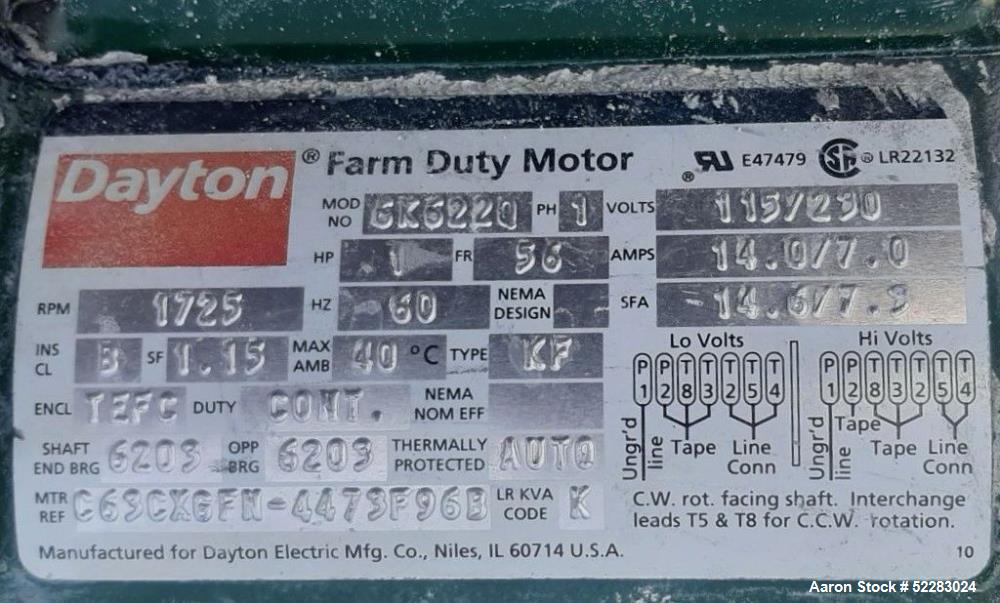 Dayton® Farm Duty Motor ® E47479 ® LR22132
MOD NO 6K622Q PH 1 VOLTS 115/230
HP 1 FR 56 AMPS 14.0/7.0
RPM 1725 HZ 60 NEMA DESIGN SFA 14.6/7.3
INS CL B SF 1.15 MAX AMB 40 °C TYPE KF
ENCL TEFC DUTY CONT. NEMA NOM EFF
SHAFT END BRG 6203 OPP BRG 6203 THERMALLY PROTECTED AUTO
MTR REF C63CXGFN-4473F96B LR KVA CODE K
Manufactured for Dayton Electric Mfg. Co., Niles, IL 60714 U.S.A.
Lo Volts
P1 P2 T8 T3 T2 T5 T4
Ungr'd line Tape Line Conn
Hi Volts
P1 P2 T8 T3 T2 T5 T4
Ungr'd line Tape Tape Line Conn
C.W. rot. facing shaft. Interchange
leads T5 & T8 for C.C.W. rotation.
10
Aaron Stock # 52283024